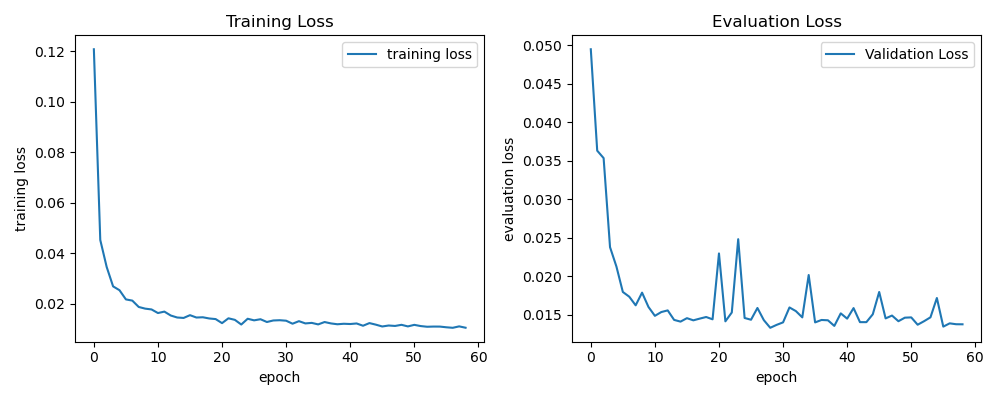 Training Loss
training loss
0.12
0.10
0.08
0.06
0.04
0.02
training loss
0 10 20 30 40 50 60
epoch
Evaluation Loss
Validation Loss
0.050
0.045
0.040
0.035
0.030
0.025
0.020
0.015
evaluation loss
0 10 20 30 40 50 60
epoch